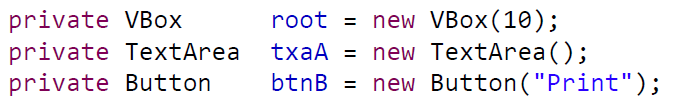 private VBox      root = new VBox(10);
private TextArea  txaA = new TextArea();
private Button    btnB = new Button("Print");